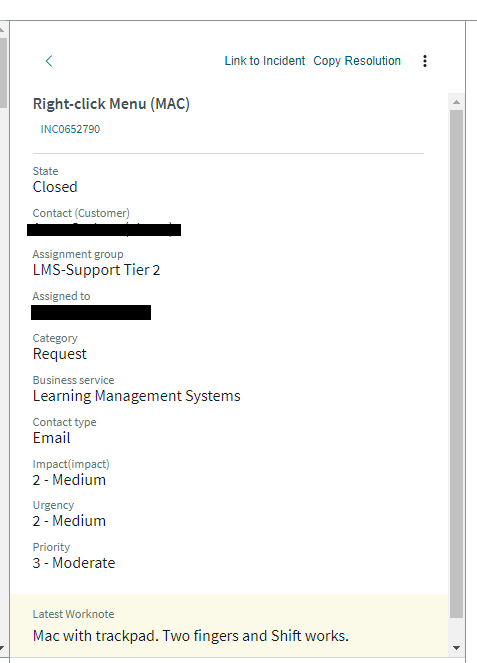 Link to Incident Copy Resolution
Right-click Menu (MAC)
INC0652790
State
Closed
Contact (Customer)
Assignment group
LMS-Support Tier 2
Assigned to
Category
Request
Business service
Learning Management Systems
Contact type
Email
Impact(impact)
2 - Medium
Urgency
2 - Medium
Priority
3 - Moderate
Latest Worknote
Mac with trackpad. Two fingers and Shift works.